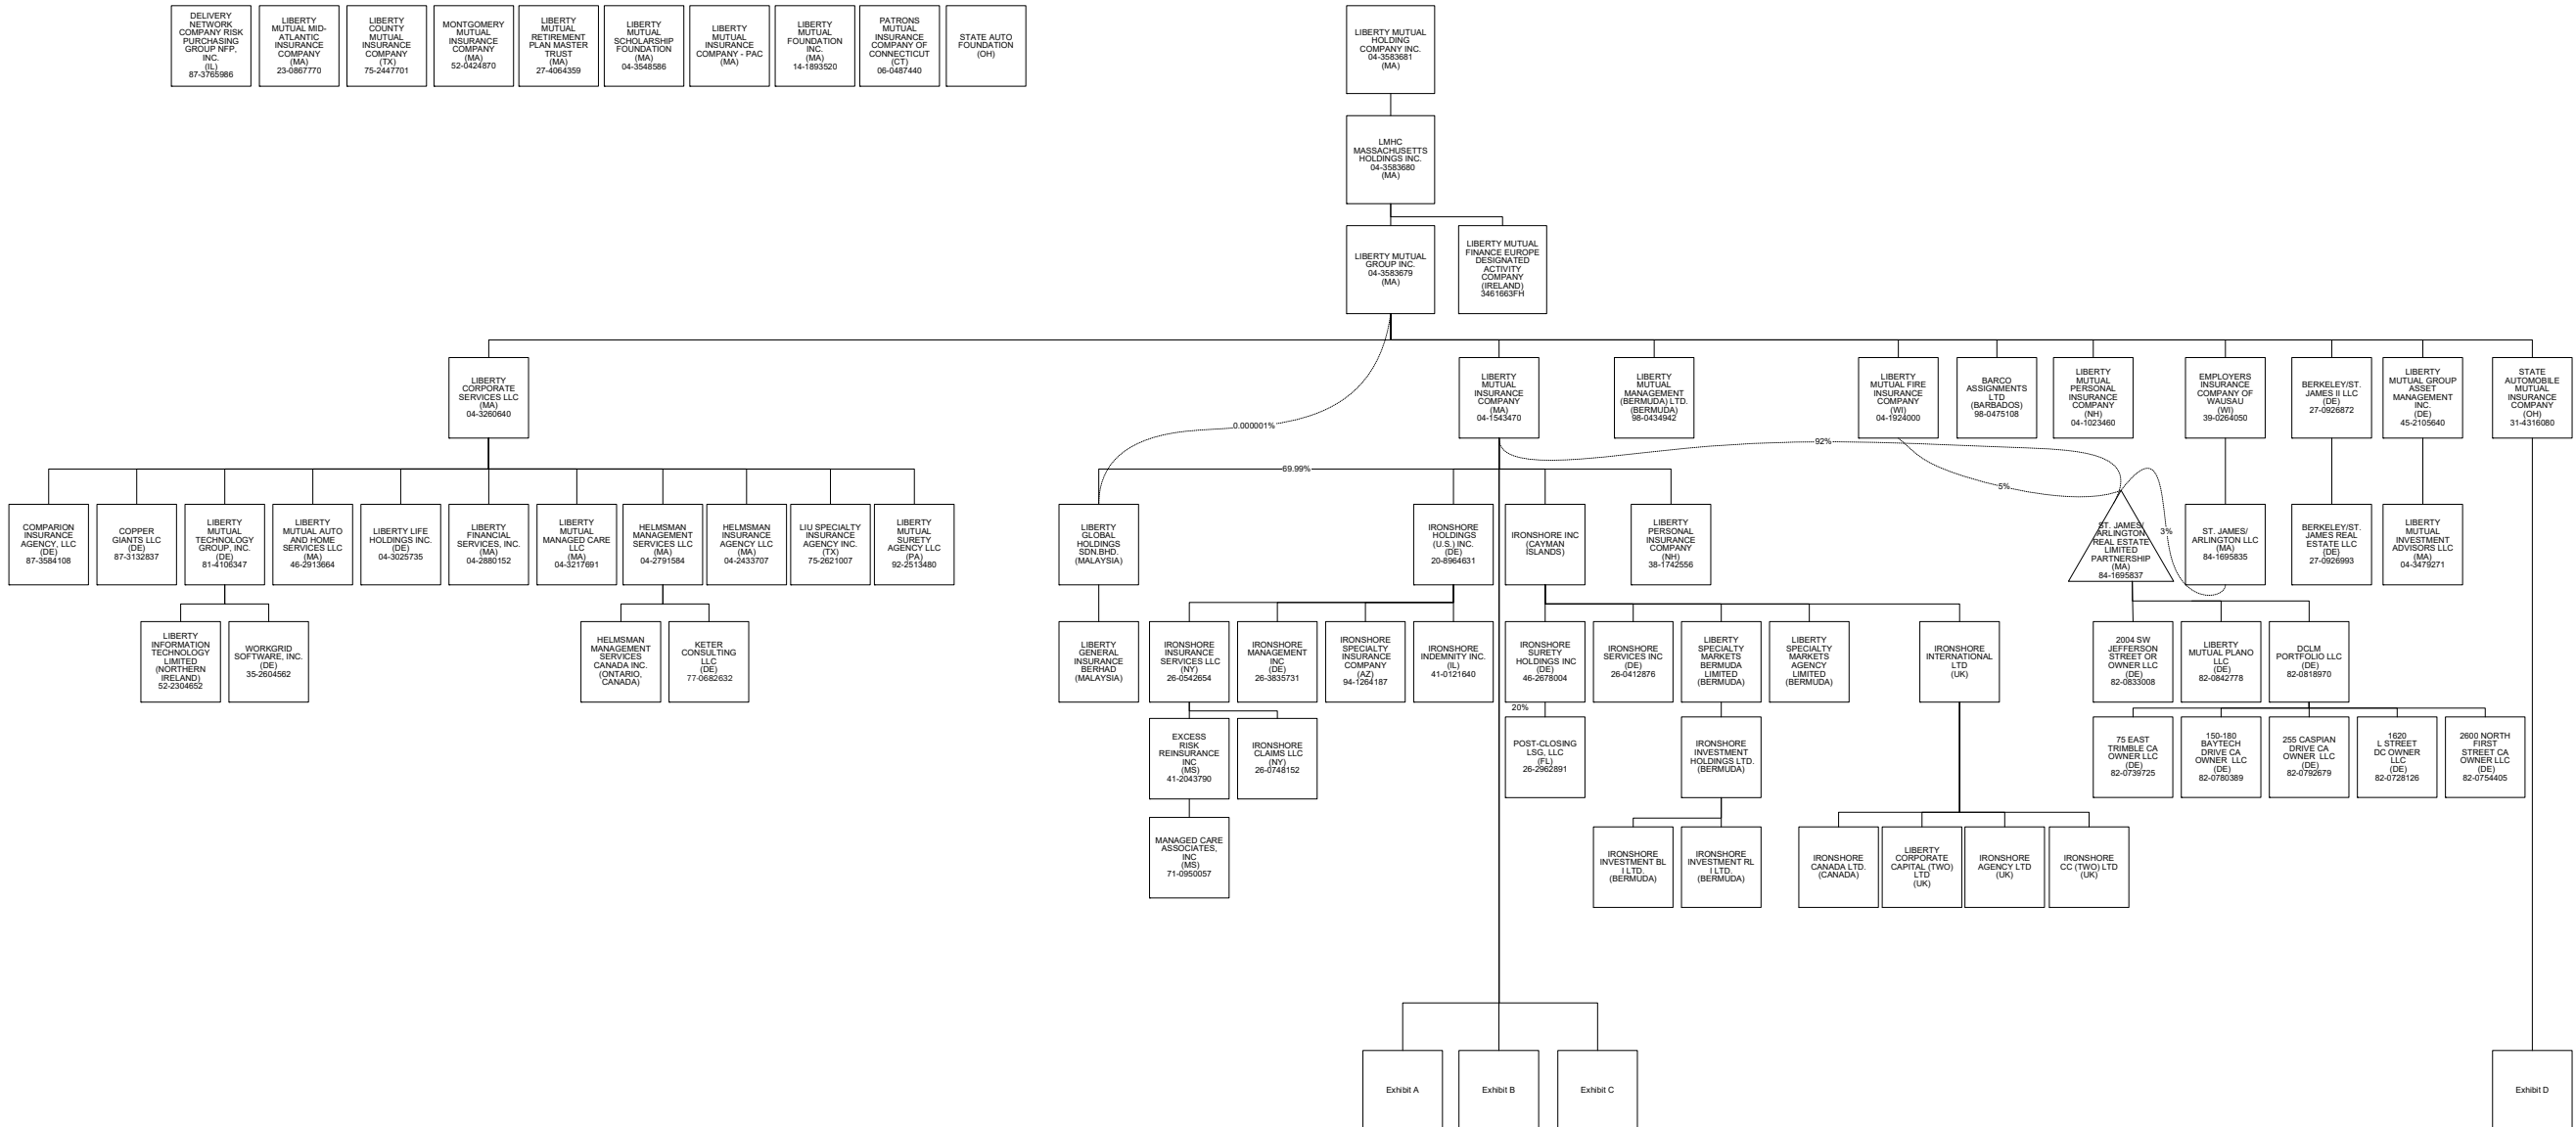 DELIVERY
NETWORK
COMPANY RISK
PURCHASING
GROUP NFP,
INC.
(IL)
87-3765986
LIBERTY
MUTUAL MID-
ATLANTIC
INSURANCE
COMPANY
(MA)
23-0867770
LIBERTY
COUNTY
MUTUAL
INSURANCE
COMPANY
(TX)
75-2447701
MONTGOMERY
MUTUAL
INSURANCE
COMPANY
(MA)
52-0424870
LIBERTY
MUTUAL
RETIREMENT
PLAN MASTER
TRUST
(MA)
27-4064359
LIBERTY
MUTUAL
SCHOLARSHIP
FOUNDATION
(MA)
04-3548586
LIBERTY
MUTUAL
INSURANCE
COMPANY - PAC
(MA)
LIBERTY
MUTUAL
FOUNDATION
INC.
(MA)
14-1893520
PATRONS
MUTUAL
INSURANCE
COMPANY OF
CONNECTICUT
(CT)
06-0487440
STATE AUTO
FOUNDATION
(OH)
LIBERTY MUTUAL
HOLDING
COMPANY INC.
04-3583681
(MA)
LMHC
MASSACHUSETTS
HOLDINGS INC.
04-3583680
(MA)
LIBERTY MUTUAL
GROUP INC.
04-3583679
(MA)
LIBERTY MUTUAL
FINANCE EUROPE
DESIGNATED
ACTIVITY
COMPANY
(IRELAND)
3461663FH
LIBERTY
CORPORATE
SERVICES LLC
(MA)
04-3260640
LIBERTY
MUTUAL
INSURANCE
COMPANY
(MA)
04-1543470
LIBERTY
MUTUAL
MANAGEMENT
(BERMUDA) LTD.
(BERMUDA)
98-0434942
LIBERTY
MUTUAL FIRE
INSURANCE
COMPANY
(WI)
04-1924000
BARCO
ASSIGNMENTS
LTD
(BARBADOS)
98-0475108
LIBERTY
MUTUAL
PERSONAL
INSURANCE
COMPANY
(NH)
04-1023460
EMPLOYERS
INSURANCE
COMPANY OF
WAUSAU
(WI)
39-0264050
BERKELEY/ST.
JAMES II LLC
(DE)
27-0926872
LIBERTY
MUTUAL GROUP
ASSET
MANAGEMENT
INC.
(DE)
45-2105640
STATE
AUTOMOBILE
MUTUAL
INSURANCE
COMPANY
(OH)
31-4316080
0.000001%
92%
69.99%
5%
3%
COMPARION
INSURANCE
AGENCY, LLC
(DE)
87-3584108
COPPER
GIANTS LLC
(DE)
87-3132837
LIBERTY
MUTUAL
TECHNOLOGY
GROUP, INC.
(DE)
81-4106347
LIBERTY
MUTUAL AUTO
AND HOME
SERVICES LLC
(MA)
46-2913664
LIBERTY LIFE
HOLDINGS INC.
(DE)
04-3025735
LIBERTY
FINANCIAL
SERVICES, INC.
(MA)
04-2880152
LIBERTY
MUTUAL
MANAGED CARE
LLC
(MA)
04-3217691
HELMSMAN
MANAGEMENT
SERVICES LLC
(MA)
04-2791584
HELMSMAN
INSURANCE
AGENCY LLC
(MA)
04-2433707
LIU SPECIALTY
INSURANCE
AGENCY INC.
(TX)
75-2621007
LIBERTY
MUTUAL
SURETY
AGENCY LLC
(PA)
92-2513480
LIBERTY
GLOBAL
HOLDINGS
SDN.BHD.
(MALAYSIA)
IRONSHORE
HOLDINGS
(U.S.) INC.
(DE)
20-8964631
IRONSHORE INC
(CAYMAN
ISLANDS)
LIBERTY
PERSONAL
INSURANCE
COMPANY
(NH)
38-1742556
ST. JAMES/
ARLINGTON
REAL ESTATE
LIMITED
PARTNERSHIP
(MA)
84-1695837
ST. JAMES/
ARLINGTON LLC
(MA)
84-1695835
BERKELEY/ST.
JAMES REAL
ESTATE LLC
(DE)
27-0926993
LIBERTY
MUTUAL
INVESTMENT
ADVISORS LLC
(MA)
04-3479271
LIBERTY
INFORMATION
TECHNOLOGY
LIMITED
(NORTHERN
IRELAND)
52-2304652
WORKGRID
SOFTWARE, INC.
(DE)
35-2604562
HELMSMAN
MANAGEMENT
SERVICES
CANADA INC.
(ONTARIO,
CANADA)
KETER
CONSULTING
LLC
(DE)
77-0682632
LIBERTY
GENERAL
INSURANCE
BERHAD
(MALAYSIA)
IRONSHORE
INSURANCE
SERVICES LLC
(NY)
26-0542654
IRONSHORE
MANAGEMENT
INC
(DE)
26-3835731
IRONSHORE
SPECIALTY
INSURANCE
COMPANY
(AZ)
94-1264187
IRONSHORE
INDEMNITY INC.
(IL)
41-0121640
IRONSHORE
SURETY
HOLDINGS INC
(DE)
46-2678004
IRONSHORE
SERVICES INC
(DE)
26-0412876
LIBERTY
SPECIALTY
MARKETS
BERMUDA
LIMITED
(BERMUDA)
LIBERTY
SPECIALTY
MARKETS
AGENCY
LIMITED
(BERMUDA)
IRONSHORE
INTERNATIONAL
LTD
(UK)
2004 SW
JEFFERSON
STREET OR
OWNER LLC
(DE)
82-0833008
LIBERTY
MUTUAL PLANO
LLC
(DE)
82-0842778
DCLM
PORTFOLIO LLC
(DE)
82-0818970
20%
EXCESS
RISK
REINSURANCE
INC
(MS)
41-2043790
IRONSHORE
CLAIMS LLC
(NY)
26-0748152
POST-CLOSING
LSG, LLC
(FL)
26-2962891
IRONSHORE
INVESTMENT
HOLDINGS LTD.
(BERMUDA)
75 EAST
TRIMBLE CA
OWNER LLC
(DE)
82-0739725
150-180
BAYTECH
DRIVE CA
OWNER LLC
(DE)
82-0780389
255 CASPIAN
DRIVE CA
OWNER LLC
(DE)
82-0792679
1620
L STREET
DC OWNER
LLC
(DE)
82-0728126
2600 NORTH
FIRST
STREET CA
OWNER LLC
(DE)
82-0754405
MANAGED CARE
ASSOCIATES,
INC
(MS)
71-0950057
IRONSHORE
INVESTMENT BL
I LTD.
(BERMUDA)
IRONSHORE
INVESTMENT RL
I LTD.
(BERMUDA)
IRONSHORE
CANADA LTD.
(CANADA)
LIBERTY
CORPORATE
CAPITAL (TWO)
LTD
(UK)
IRONSHORE
AGENCY LTD
(UK)
IRONSHORE
CC (TWO) LTD
(UK)
Exhibit A
Exhibit B
Exhibit C
Exhibit D